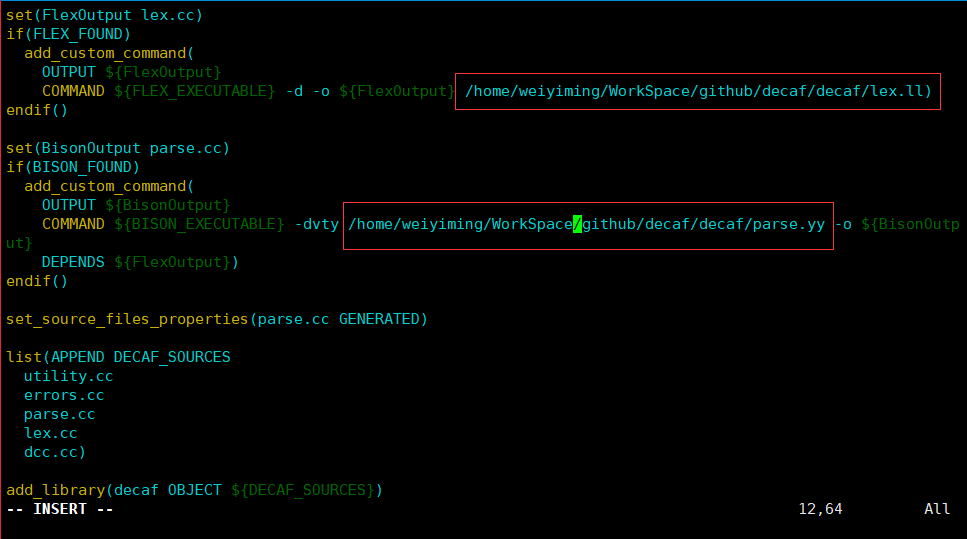 set(FlexOutput lex.cc)
if(FLEX_FOUND)
  add_custom_command(
    OUTPUT ${FlexOutput}
    COMMAND ${FLEX_EXECUTABLE} -d -o ${FlexOutput} /home/weiyiming/WorkSpace/github/decaf/decaf/lex.ll)
endif()

set(BisonOutput parse.cc)
if(BISON_FOUND)
  add_custom_command(
    OUTPUT ${BisonOutput}
    COMMAND ${BISON_EXECUTABLE} -dvty /home/weiyiming/WorkSpace/github/decaf/decaf/parse.yy -o ${BisonOutp
ut}
    DEPENDS ${FlexOutput})
endif()

set_source_files_properties(parse.cc GENERATED)

list(APPEND DECAF_SOURCES
  utility.cc
  errors.cc
  parse.cc
  lex.cc
  dcc.cc)

add_library(decaf OBJECT ${DECAF_SOURCES})
-- INSERT -- 12,64 All